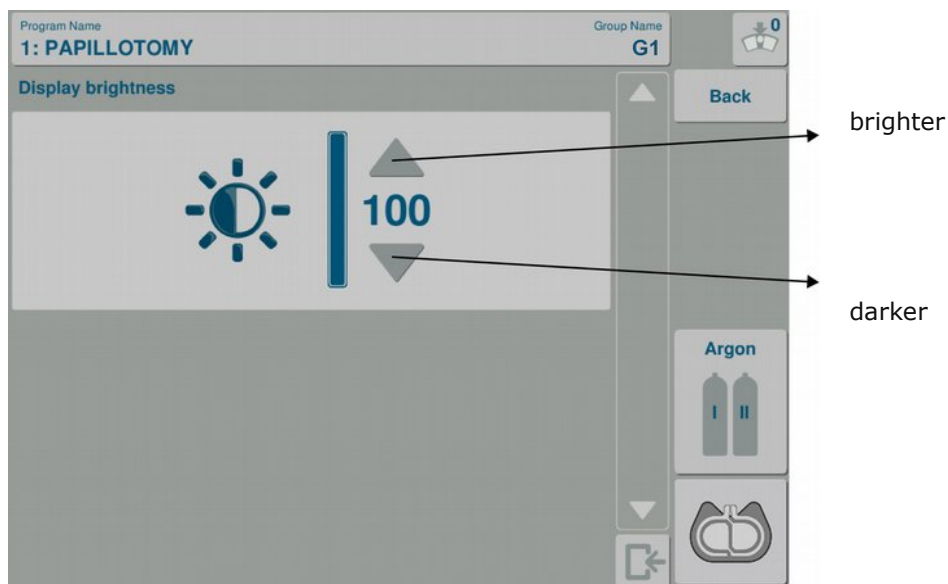 Program Name
1: PAPILLOTOMY
Group Name
G1
0
Display brightness
Back
brighter
100
darker
Argon
I II